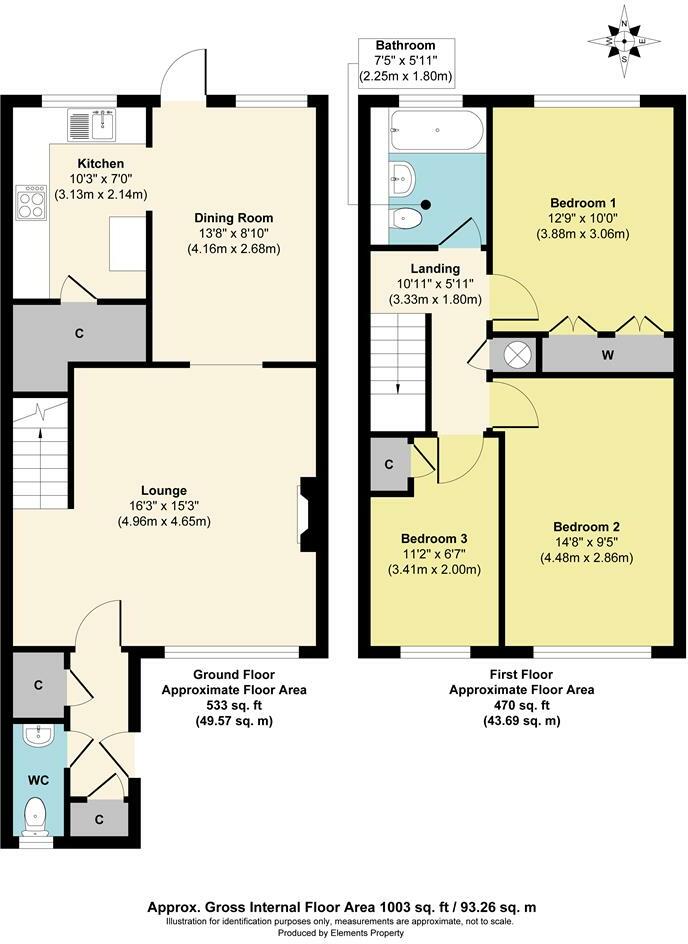 N
W
E
S
Bathroom
7'5" x 5'11"
(2.25m x 1.80m)
Kitchen
10'3" x 7'0"
(3.13m x 2.14m)
Dining Room
13'8" x 8'10"
(4.16m x 2.68m)
C
Lounge
16'3" x 15'3"
(4.96m x 4.65m)
C
WC
C
Ground Floor
Approximate Floor Area
533 sq. ft
(49.57 sq. m)
Bedroom 1
12'9" x 10'0"
(3.88m x 3.06m)
Landing
10'11" x 5'11"
(3.33m x 1.80m)
W
C
Bedroom 3
11'2" x 6'7"
(3.41m x 2.00m)
Bedroom 2
14'8" x 9'5"
(4.48m x 2.86m)
First Floor
Approximate Floor Area
470 sq. ft
(43.69 sq. m)
Approx. Gross Internal Floor Area 1003 sq. ft / 93.26 sq. m
Illustration for identification purposes only, measurements are approximate, not to scale.
Produced by Elements Property